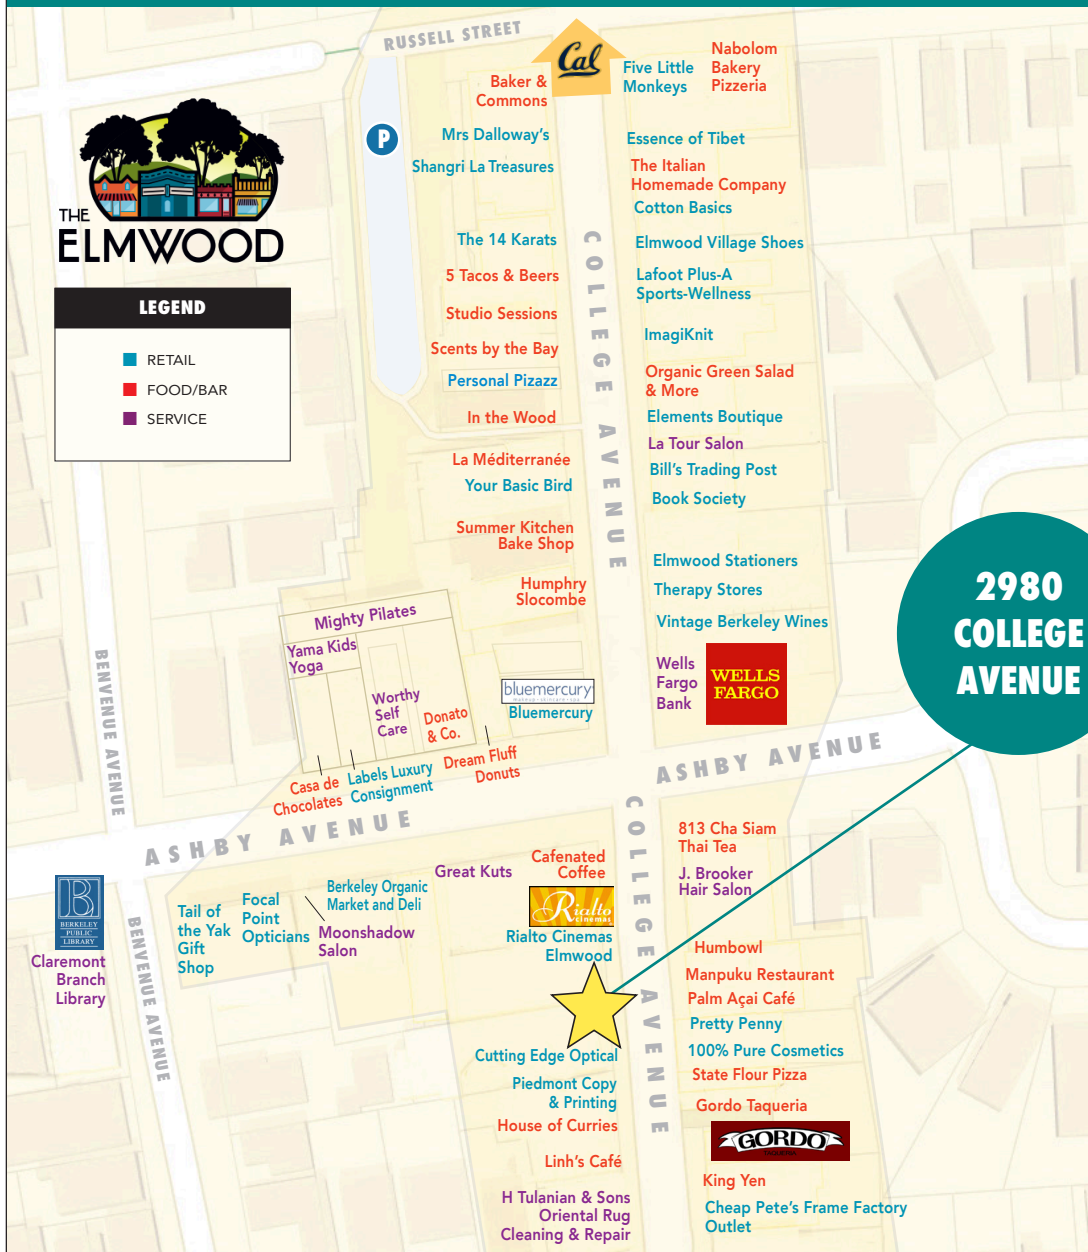 RUSSELL STREET
Cal
Baker &
Commons
Five Little
Monkeys
Nabolom
Bakery
Pizzeria
P
Mrs Dalloway's
Shangri La Treasures
Essence of Tibet
The Italian
Homemade Company
Cotton Basics
THE
ELMWOOD
The 14 Karats
5 Tacos & Beers
Studio Sessions
Scents by the Bay
Personal Pizazz
In the Wood
La Méditerranée
Your Basic Bird
Summer Kitchen
Bake Shop
Humphry
Slocombe
COLLEGE AVENUE
Elmwood Village Shoes
Lafoot Plus-A
Sports-Wellness
ImagiKnit
Organic Green Salad
& More
Elements Boutique
La Tour Salon
Bill's Trading Post
Book Society
Elmwood Stationers
Therapy Stores
Vintage Berkeley Wines
Wells
Fargo
Bank
WELLS
FARGO
LEGEND
RETAIL
FOOD/BAR
SERVICE
2980
COLLEGE
AVENUE
BENVENUE AVENUE
Mighty Pilates
Yama Kids
Yoga
Worthy
Self
Care
Donato
& Co.
bluemercury
Bluemercury
Casa de
Chocolates
Labels Luxury
Consignment
Dream Fluff
Donuts
ASHBY AVENUE
ASHBY AVENUE
BERKELEY
PUBLIC
LIBRARY
Claremont
Branch
Library
BENVENUE AVENUE
Tail of
the Yak
Gift
Shop
Focal
Point
Opticians
Berkeley Organic
Market and Deli
Moonshadow
Salon
Great Kuts
Cafenated
Coffee
Rialto
cinemas
Rialto Cinemas
Elmwood
COLLEGE AVENUE
813 Cha Siam
Thai Tea
J. Brooker
Hair Salon
Humbowl
Manpuku Restaurant
Palm Açai Café
Pretty Penny
100% Pure Cosmetics
State Flour Pizza
Gordo Taqueria
GORDO
TAQUERIA
King Yen
Cheap Pete's Frame Factory
Outlet
Cutting Edge Optical
Piedmont Copy
& Printing
House of Curries
Linh's Café
H Tulanian & Sons
Oriental Rug
Cleaning & Repair